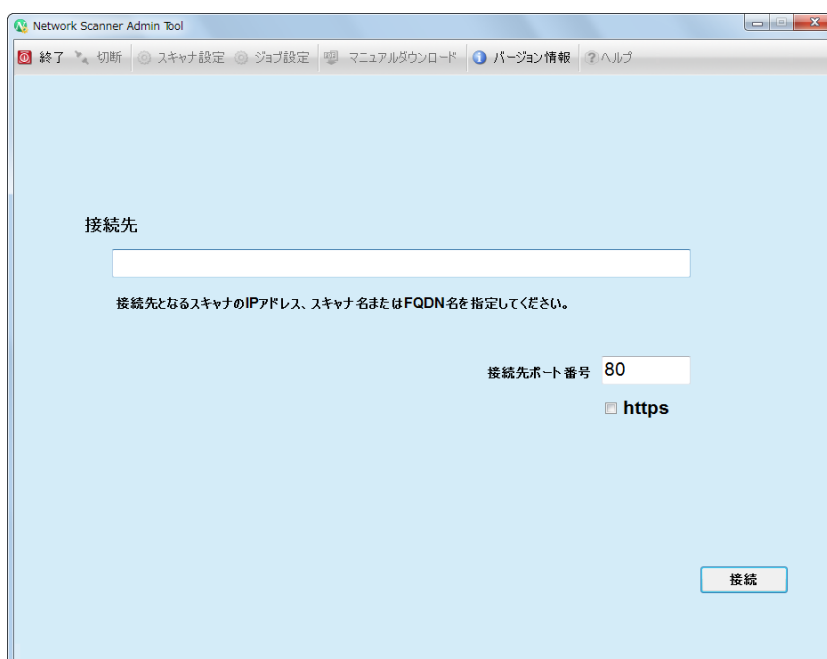 Network Scanner Admin Tool
終了 切断 スキャナ設定 ジョブ設定 マニュアルダウンロード バージョン情報 ヘルプ
接続先
接続先となるスキャナのIPアドレス、スキャナ名またはFQDN名を指定してください。
接続先ポート番号 80
https
接続